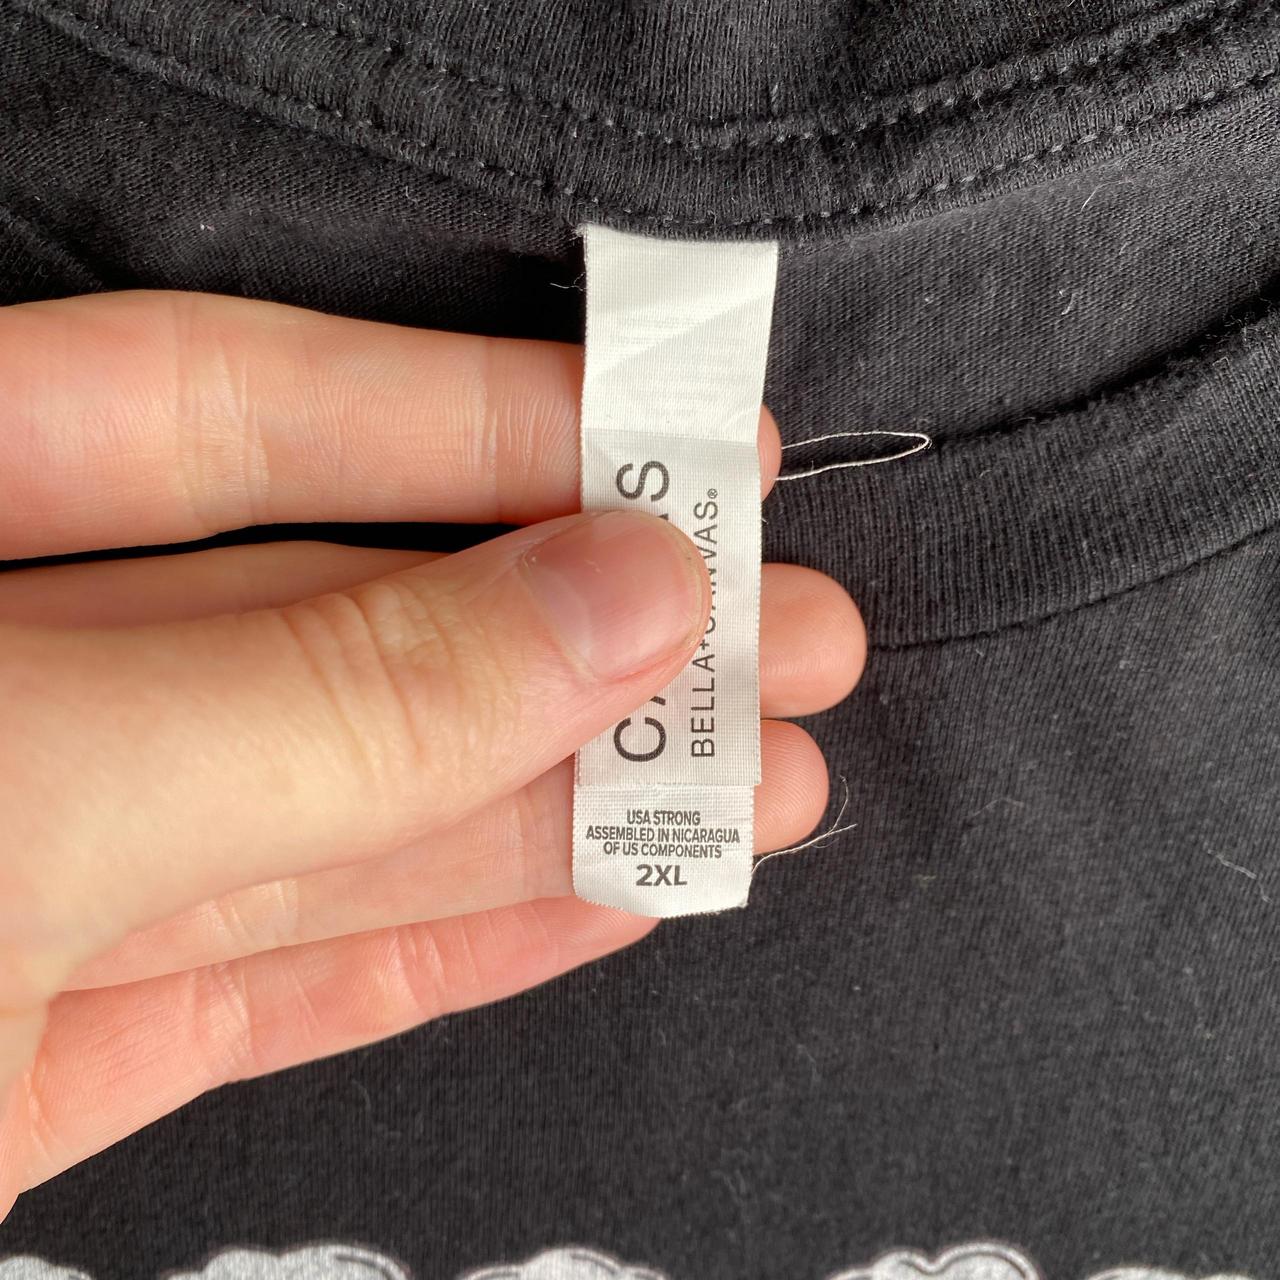 BELLA+CANVAS®
USA STRONG
ASSEMBLED IN NICARAGUA
OF US COMPONENTS
2XL